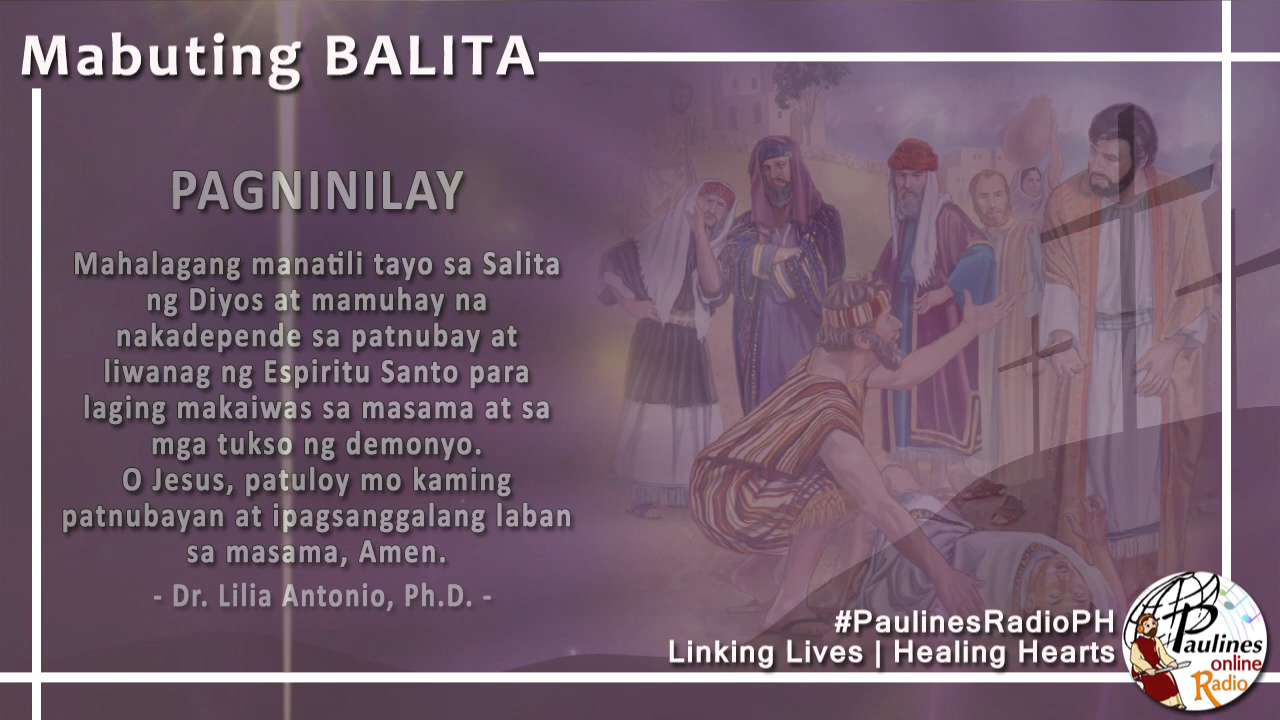 Mabuting BALITA
PAGNINILAY
Mahalagang manatili tayo sa Salita
ng Diyos at mamuhay na
nakadepende sa patnubay at
liwanag ng Espiritu Santo para
laging makaiwas sa masama at sa
mga tukso ng demonyo.
O Jesus, patuloy mo kaming
patnubayan at ipagsanggalang laban
sa masama, Amen.
- Dr. Lilia Antonio, Ph.D. -
#PaulinesRadioPH
Linking Lives | Healing Hearts
Paulines
online
Radio